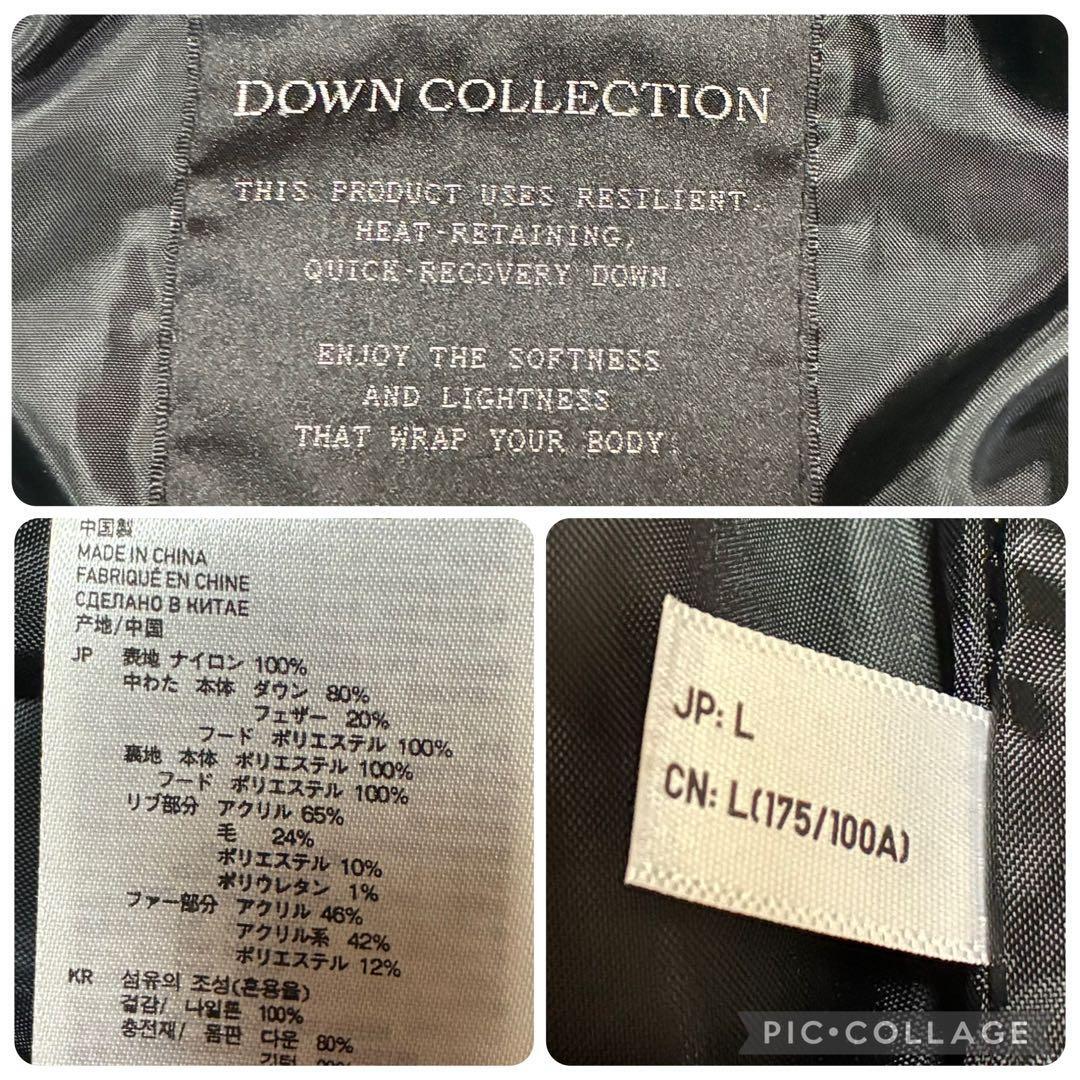 DOWN COLLECTION
THIS PRODUCT USES RESILIENT.
HEAT-RETAINING,
QUICK-RECOVERY DOWN.
ENJOY THE SOFTNESS
AND LIGHTNESS
THAT WRAP YOUR BODY.
中国製
MADE IN CHINA
FABRIQUÉ EN CHINE
СДЕЛАНО В КИТАЕ
产地/中国
JP 表地 ナイロン 100%
中わた 本体 ダウン 80%
フェザー 20%
フード ポリエステル 100%
裏地 本体 ポリエステル 100%
フード ポリエステル 100%
リブ部分 アクリル 65%
毛 24%
ポリエステル 10%
ポリウレタン 1%
ファー部分 アクリル 46%
アクリル系 42%
ポリエステル 12%
KR 섬유의 조성(혼용율)
겉감/ 나일론 100%
충전재/ 몸판 다운 80%
JP: L
CN: L(175/100A)
PIC•COLLAGE